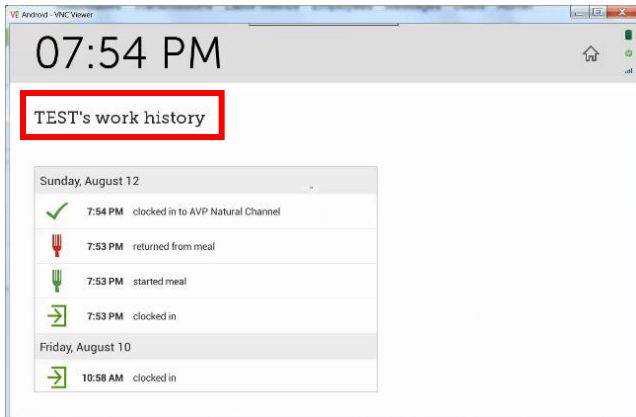 Android - VNC Viewer
07:54 PM
TEST's work history
Sunday, August 12
7:54 PM clocked in to AVP Natural Channel
7:53 PM returned from meal
7:53 PM started meal
7:53 PM clocked in
Friday, August 10
10:58 AM clocked in